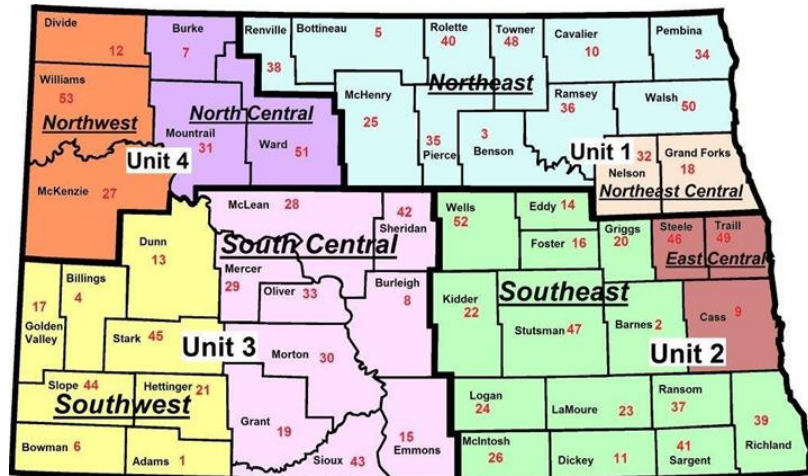 Divide
12
Burke
7
Renville
38
Bottineau
5
Rolette
40
Towner
48
Cavalier
10
Pembina
34
Williams
53
Northwest
North Central
Mountrail
31
Ward
51
McHenry
25
Northeast
35
Pierce
3
Benson
Ramsey
36
Walsh
50
McKenzie
27
Unit 4
Unit 1
32
Nelson
Grand Forks
18
Northeast Central
McLean 28
42
Sheridan
South Central
Wells
52
Eddy 14
Foster 16
Griggs
20
Steele
46
Traill
49
East Central
Dunn
13
Billings
4
17
Golden
Valley
Mercer
29
Oliver
33
Burleigh
8
Kidder
22
Southeast
Stutsman 47
Barnes 2
Cass 9
Stark 45
Unit 3
Morton
30
Unit 2
Slope 44
Hettinger
21
Southwest
Grant
19
15
Emmons
Logan
24
LaMoure
23
Ransom
37
39
Richland
Bowman 6
Adams 1
Sioux 43
McIntosh
26
Dickey 11
41
Sargent